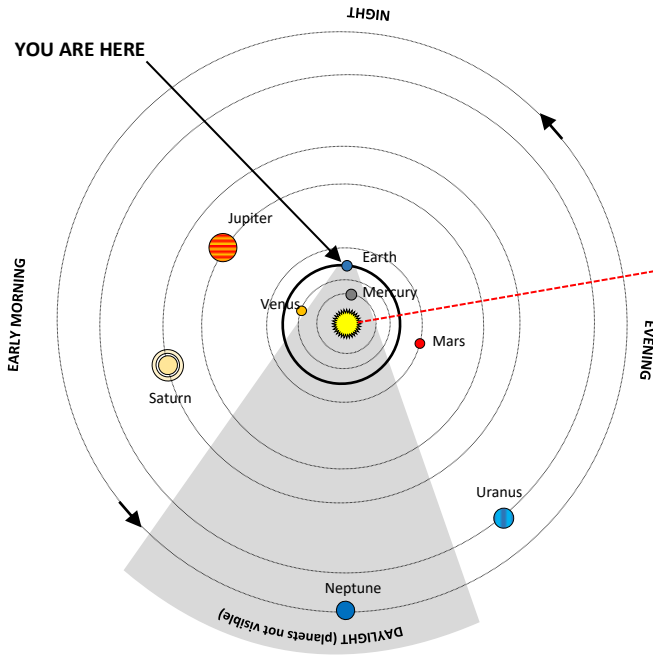 NIGHT
YOU ARE HERE
Jupiter
Earth
Mercury
Venus
EARLY MORNING
EVENING
Mars
Saturn
Uranus
Neptune
DAYLIGHT (planets not visible)